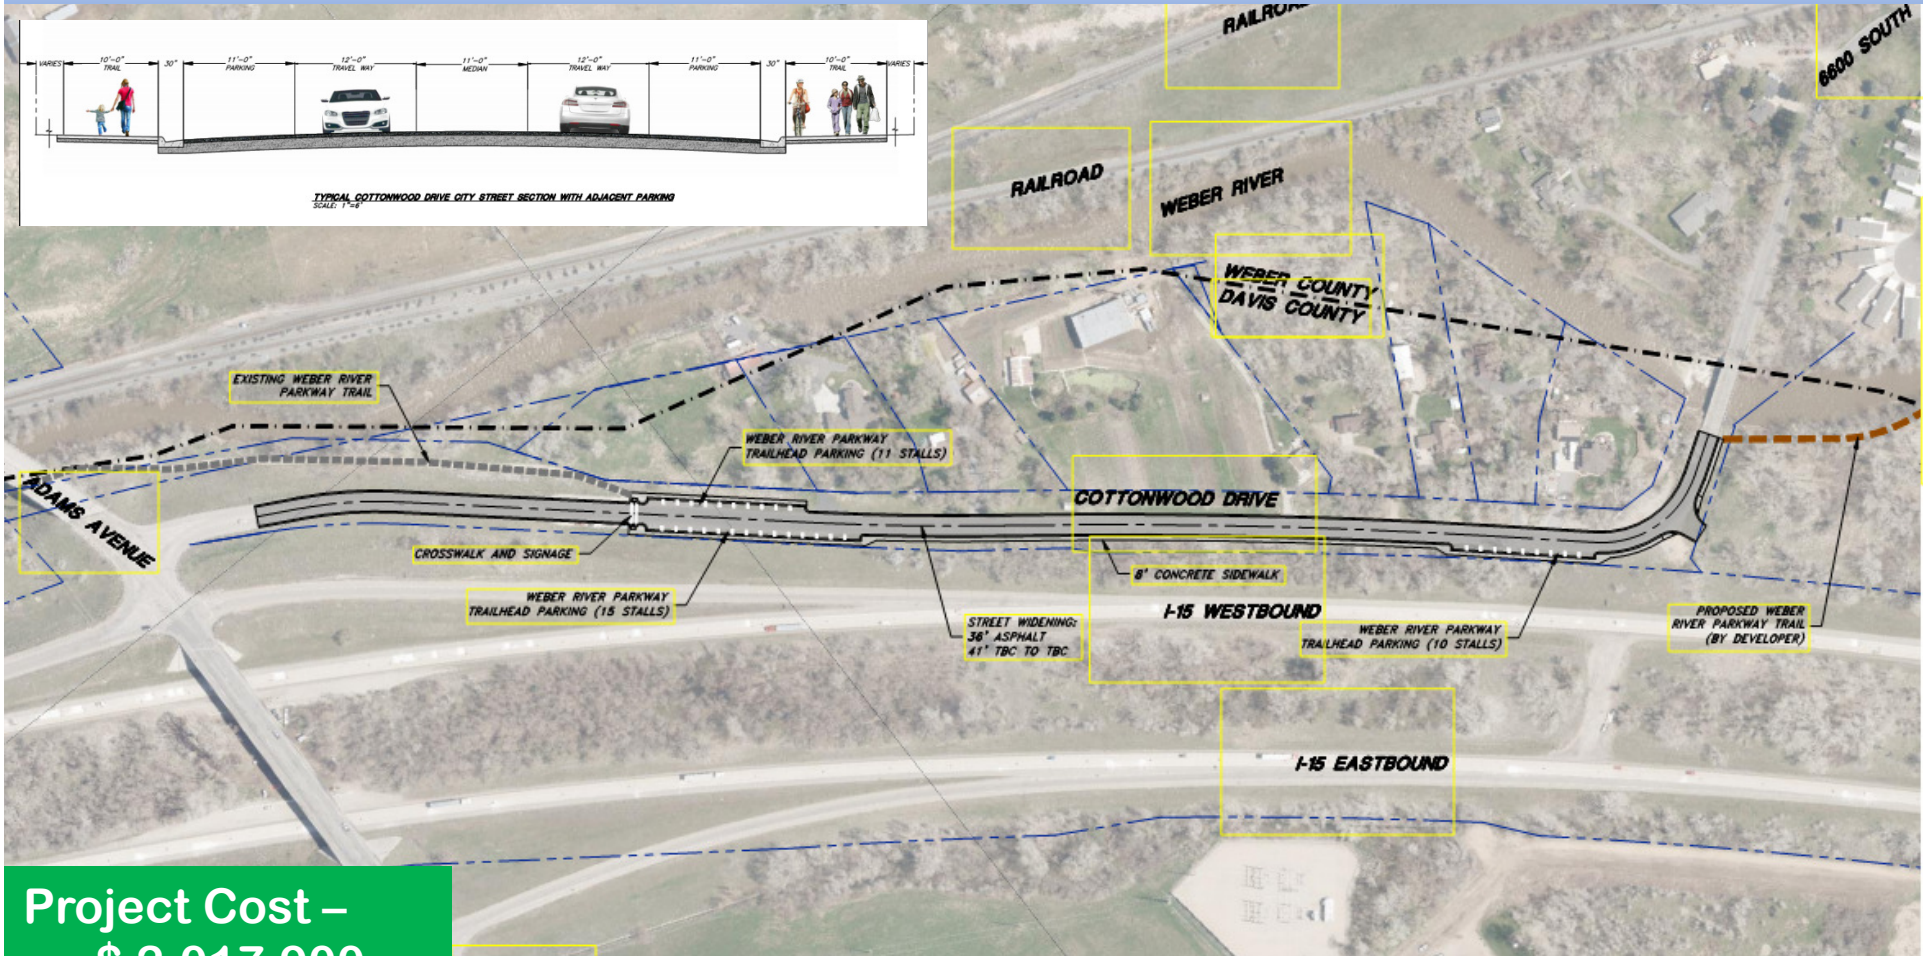 VARIES
10'-0"
TRAIL
30"
11'-0"
PARKING
12'-0"
TRAVEL WAY
11'-0"
MEDIAN
12'-0"
TRAVEL WAY
11'-0"
PARKING
30"
10'-0"
TRAIL
VARIES
TYPICAL COTTONWOOD DRIVE CITY STREET SECTION WITH ADJACENT PARKING
SCALE: 1"=6'
6600 SOUTH
RAILROAD
WEBER RIVER
WEBER COUNTY
DAVIS COUNTY
EXISTING WEBER RIVER
PARKWAY TRAIL
WEBER RIVER PARKWAY
TRAILHEAD PARKING (11 STALLS)
ADAMS AVENUE
COTTONWOOD DRIVE
CROSSWALK AND SIGNAGE
WEBER RIVER PARKWAY
TRAILHEAD PARKING (15 STALLS)
STREET WIDENING:
36' ASPHALT
41' TBC TO TBC
8' CONCRETE SIDEWALK
I-15 WESTBOUND
WEBER RIVER PARKWAY
TRAILHEAD PARKING (10 STALLS)
PROPOSED WEBER
RIVER PARKWAY TRAIL
(BY DEVELOPER)
I-15 EASTBOUND
Project Cost –